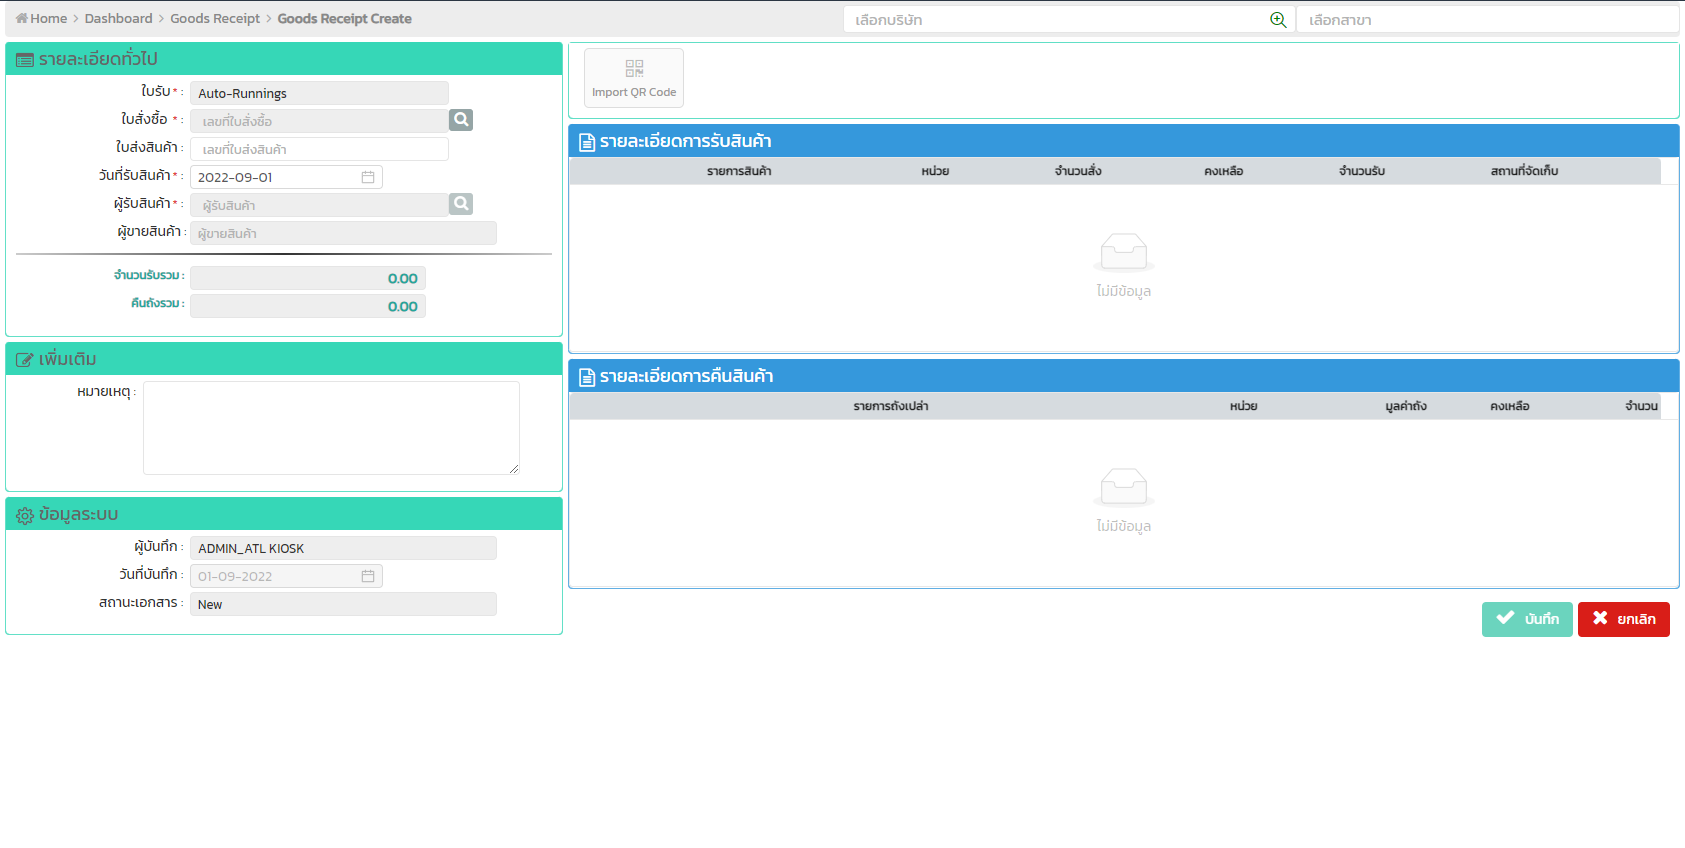 Home > Dashboard > Goods Receipt > Goods Receipt Create
เลือกบริษัท
เลือกสาขา
รายละเอียดทั่วไป
ใบรับ * : Auto-Runnings
ใบสั่งซื้อ * : เลขที่ใบสั่งซื้อ
ใบส่งสินค้า : เลขที่ใบส่งสินค้า
วันที่รับสินค้า * : 2022-09-01
ผู้รับสินค้า * : ผู้รับสินค้า
ผู้ขายสินค้า : ผู้ขายสินค้า
จำนวนรับรวม : 0.00
คืนถังรวม : 0.00
เพิ่มเติม
หมายเหตุ :
ข้อมูลระบบ
ผู้บันทึก : ADMIN_ATL KIOSK
วันที่บันทึก : 01-09-2022
สถานะเอกสาร : New
Import QR Code
รายละเอียดการรับสินค้า
รายการสินค้า หน่วย จำนวนสั่ง คงเหลือ จำนวนรับ สถานที่จัดเก็บ
ไม่มีข้อมูล
รายละเอียดการคืนสินค้า
รายการถังเปล่า หน่วย มูลค่าถัง คงเหลือ จำนวน
ไม่มีข้อมูล
บันทึก ยกเลิก